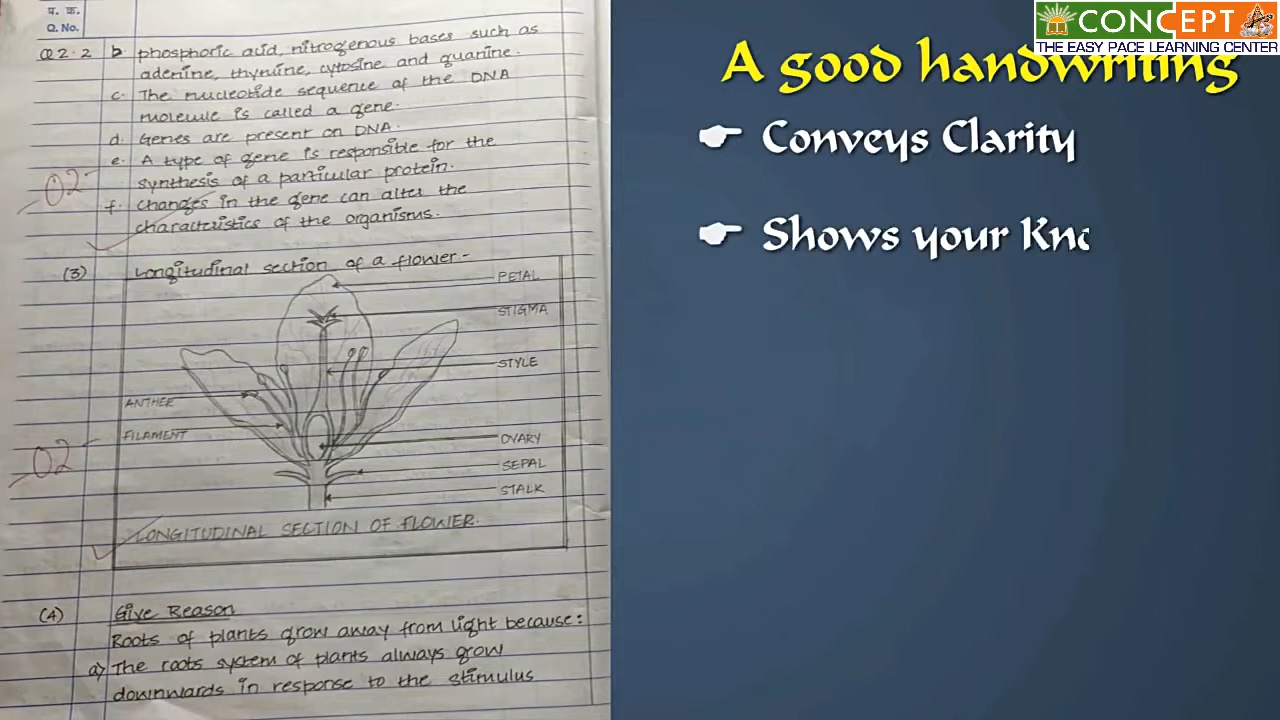 प. क्र.
Q. No.
Q2.2 b. phosphoric acid, nitrogenous bases such as
adenine, thymine, cytosine and guanine.
c. The nucleotide sequence of the DNA
molecule is called a gene.
d. Genes are present on DNA.
e. A type of gene is responsible for the
synthesis of a particular protein.
02
f. changes in the gene can alter the
characteristics of the organisms.
(3) Longitudinal section of a flower-
PETAL
STIGMA
STYLE
ANTHER
FILAMENT
OVARY
02
SEPAL
STALK
LONGITUDINAL SECTION OF FLOWER.
(4) Give Reason
Roots of plants grow away from light because:
a) The roots system of plants always grow
downwards in response to the stimulus
CONCEPT
THE EASY PACE LEARNING CENTER
A good handwriting
Conveys Clarity
Shows your Kno